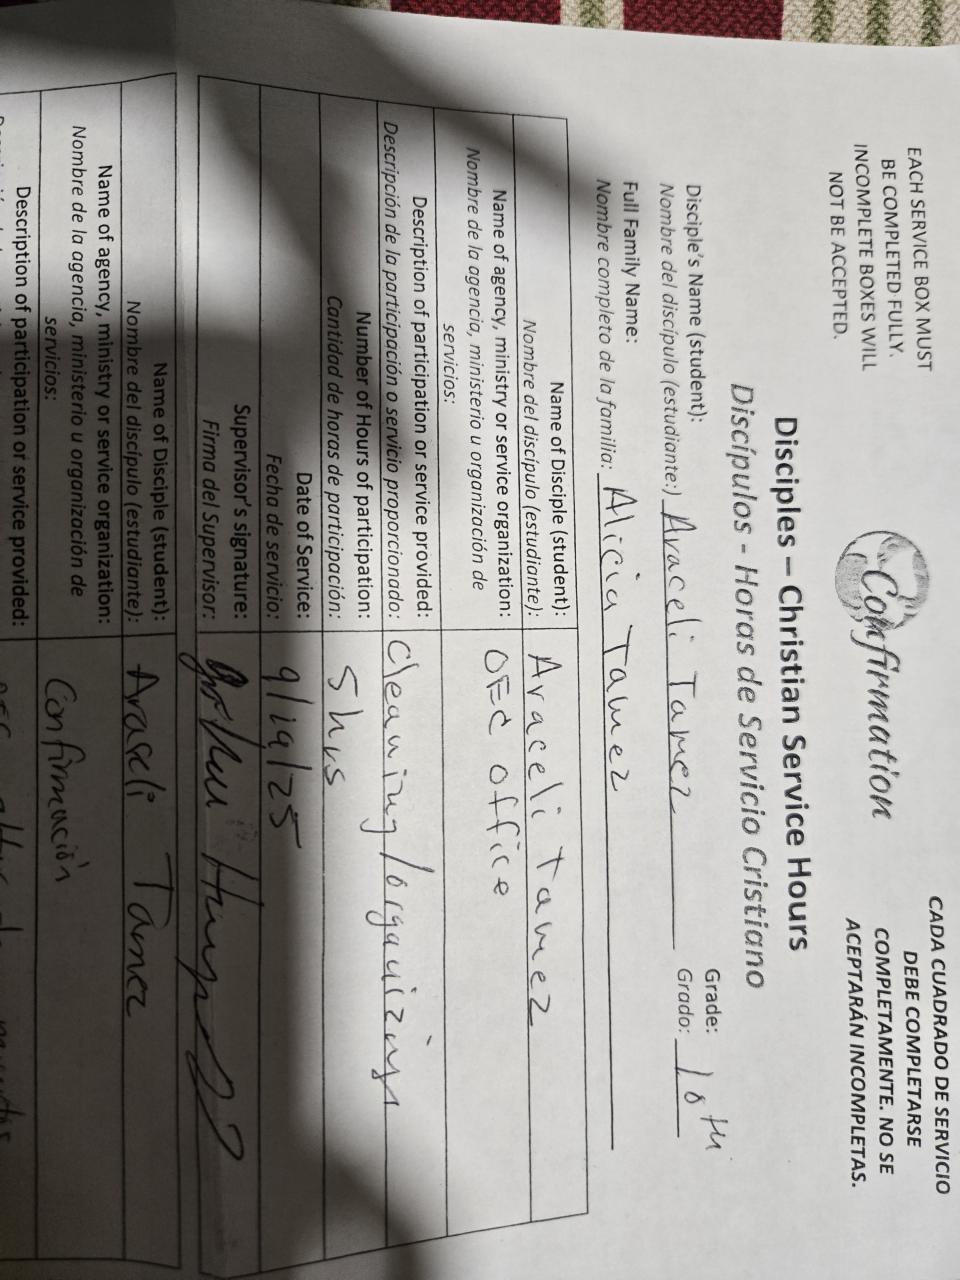 EACH SERVICE BOX MUST
BE COMPLETED FULLY.
INCOMPLETE BOXES WILL
NOT BE ACCEPTED.
Confirmation
CADA CUADRADO DE SERVICIO
DEBE COMPLETARSE
COMPLETAMENTE. NO SE
ACEPTARÁN INCOMPLETAS.
Disciples – Christian Service Hours
Discípulos - Horas de Servicio Cristiano
Disciple's Name (student):
Nombre del discípulo (estudiante:) Araceli Tamez
Grade:
Grado: 10th
Full Family Name:
Nombre completo de la familia: Alicia Tamez
Name of Disciple (student):
Nombre del discípulo (estudiante): Araceli Tamez
Name of agency, ministry or service organization:
Nombre de la agencia, ministerio u organización de
servicios:
OEC office
Description of participation or service provided:
Descripción de la participación o servicio proporcionado:
cleaning/organizing
Number of Hours of participation:
Cantidad de horas de participación:
5 hrs
Date of Service:
Fecha de servicio:
9/19/25
Supervisor's signature:
Firma del Supervisor:
Name of Disciple (student):
Nombre del discípulo (estudiante):
Araceli Tamez
Name of agency, ministry or service organization:
Nombre de la agencia, ministerio u organización de
servicios:
Confirmación
Description of participation or service provided: